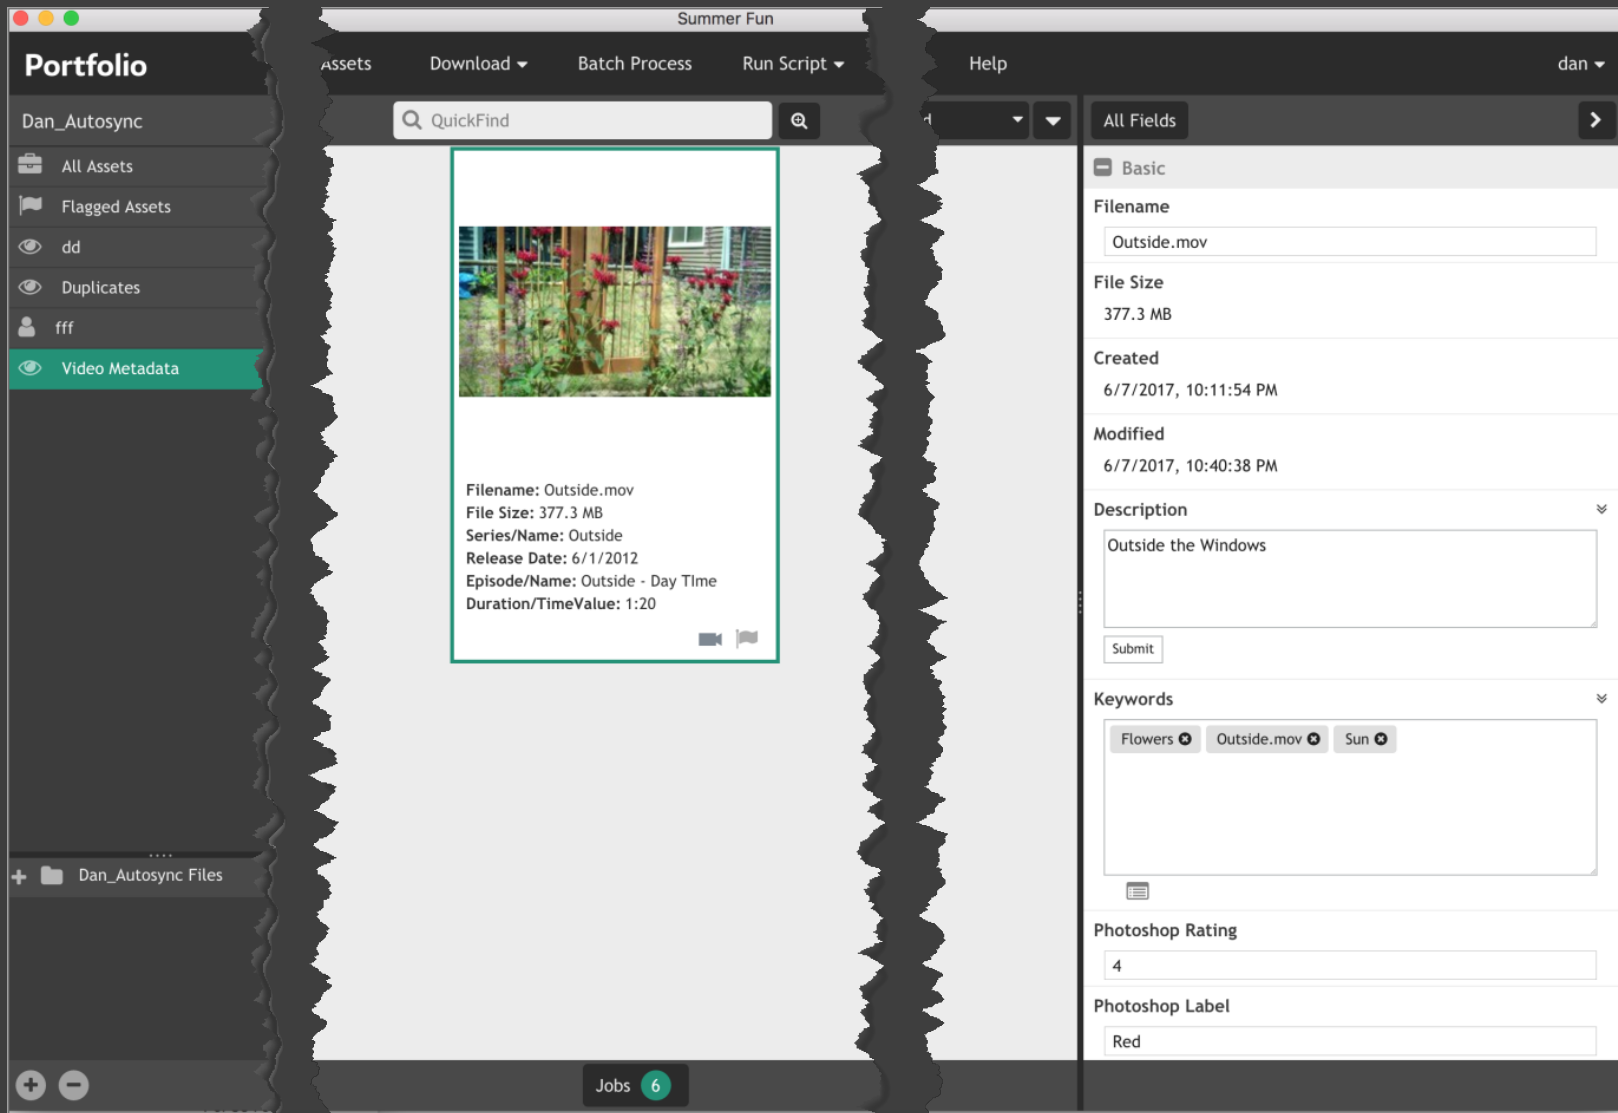 Summer Fun
Portfolio
Assets
Download
Batch Process
Run Script
Help
dan
Dan_Autosync
QuickFind
d
All Fields
All Assets
Flagged Assets
dd
Duplicates
fff
Video Metadata
Dan_Autosync Files
Filename: Outside.mov
File Size: 377.3 MB
Series/Name: Outside
Release Date: 6/1/2012
Episode/Name: Outside - Day TIme
Duration/TimeValue: 1:20
Basic
Filename
Outside.mov
File Size
377.3 MB
Created
6/7/2017, 10:11:54 PM
Modified
6/7/2017, 10:40:38 PM
Description
Outside the Windows
Submit
Keywords
Flowers
Outside.mov
Sun
Photoshop Rating
4
Photoshop Label
Red
Jobs 6